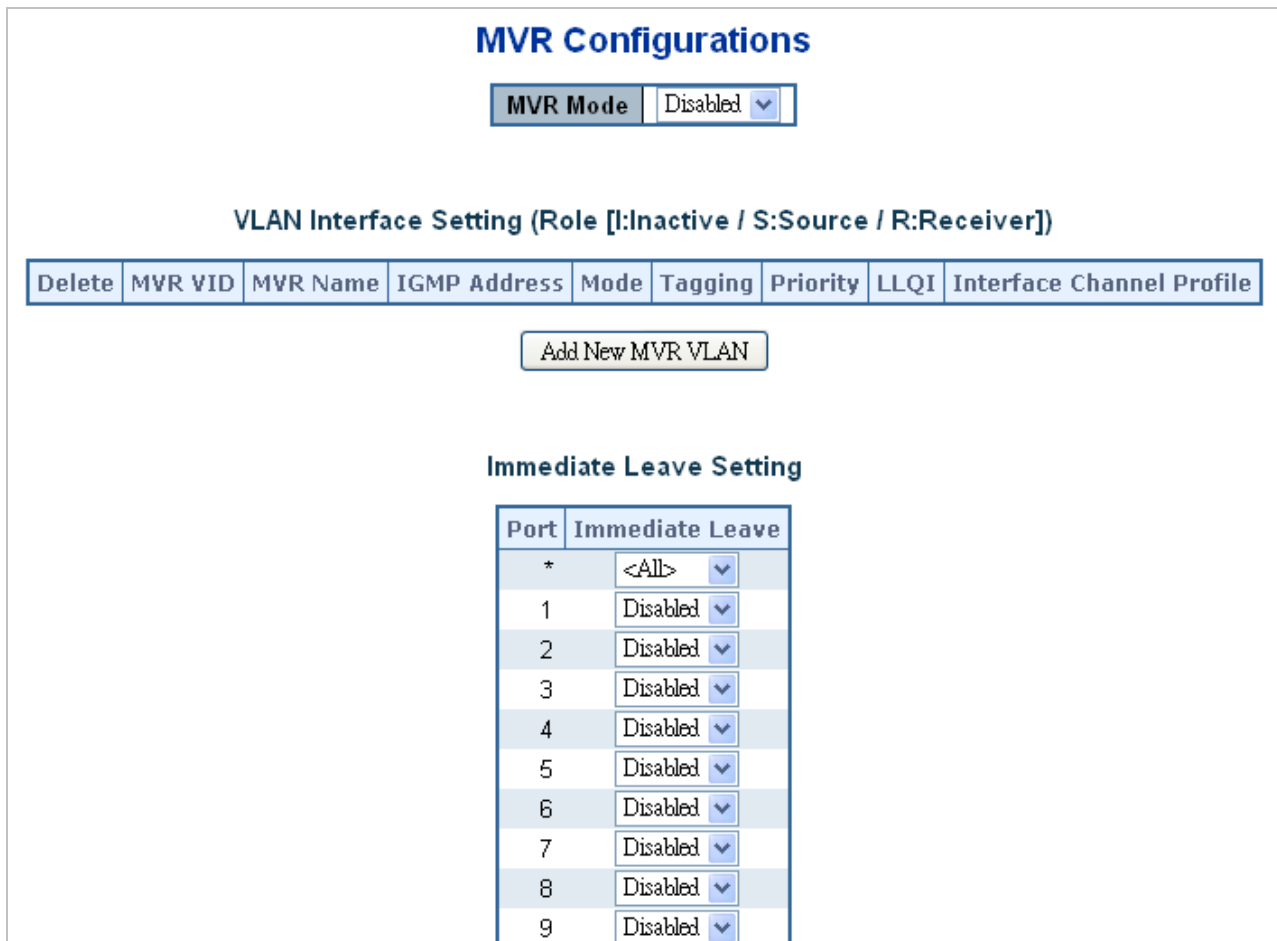 MVR Configurations
MVR Mode Disabled
VLAN Interface Setting (Role [I:Inactive / S:Source / R:Receiver])
Delete MVR VID MVR Name IGMP Address Mode Tagging Priority LLQI Interface Channel Profile
Add New MVR VLAN
Immediate Leave Setting
Port Immediate Leave
* <All>
1 Disabled
2 Disabled
3 Disabled
4 Disabled
5 Disabled
6 Disabled
7 Disabled
8 Disabled
9 Disabled